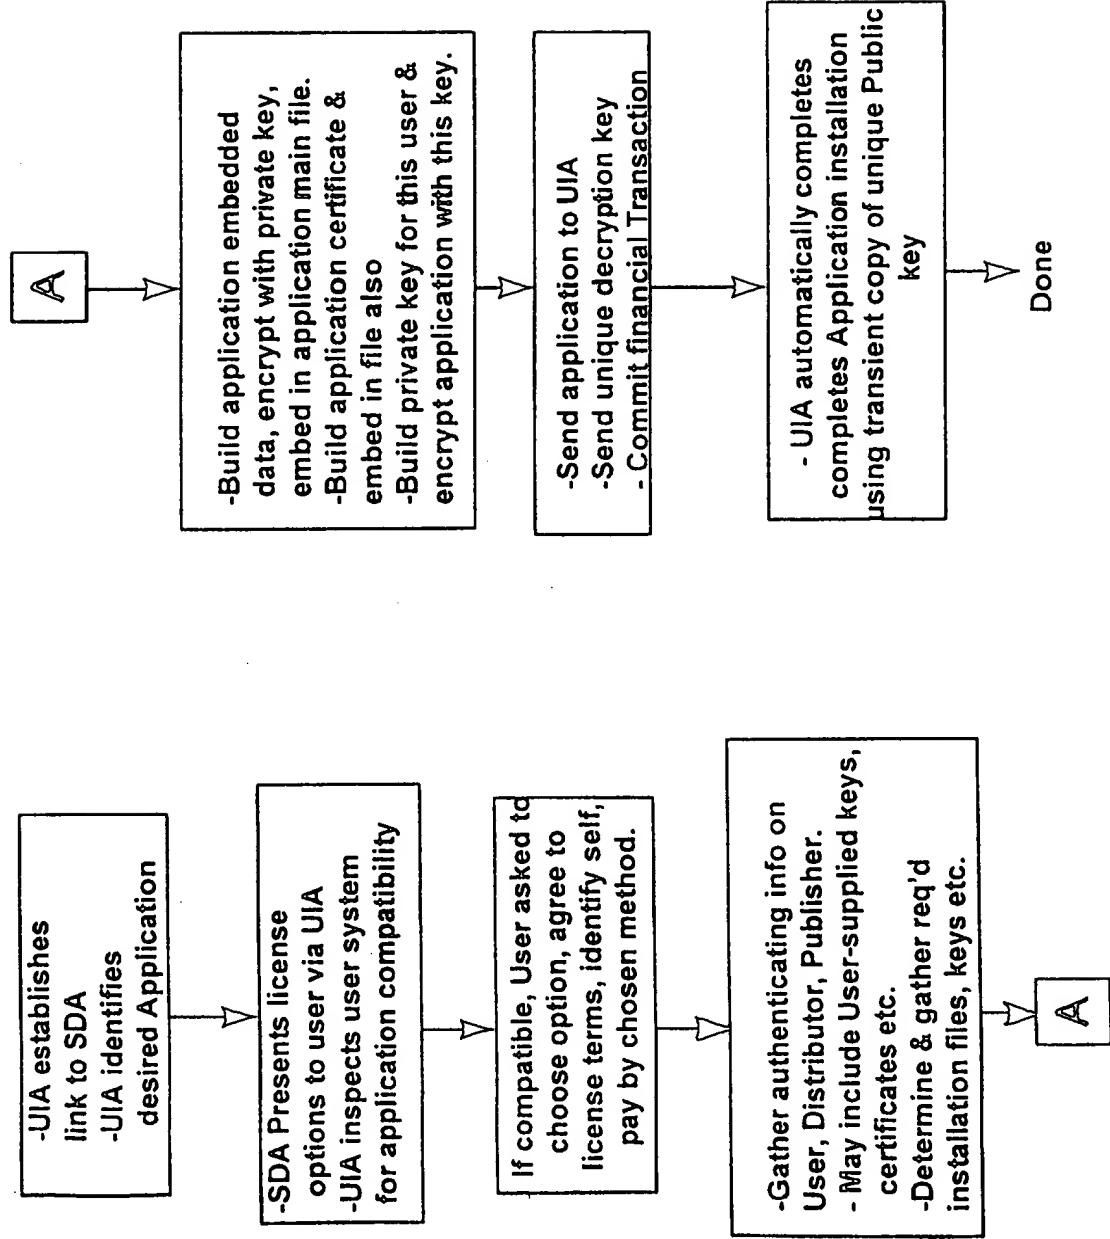 -UIA establishes
link to SDA
-UIA identifies
desired Application
-SDA Presents license
options to user via UIA
-UIA inspects user system
for application compatibility
If compatible, User asked to
choose option, agree to
license terms, identify self,
pay by chosen method.
-Gather authenticating info on
User, Distributor, Publisher.
- May include User-supplied keys,
certificates etc.
-Determine & gather req'd
installation files, keys etc.
A
A
-Build application embedded
data, encrypt with private key,
embed in application main file.
-Build application certificate &
embed in file also
-Build private key for this user &
encrypt application with this key.
-Send application to UIA
-Send unique decryption key
- Commit financial Transaction
- UIA automatically completes
completes Application installation
using transient copy of unique Public
key
Done